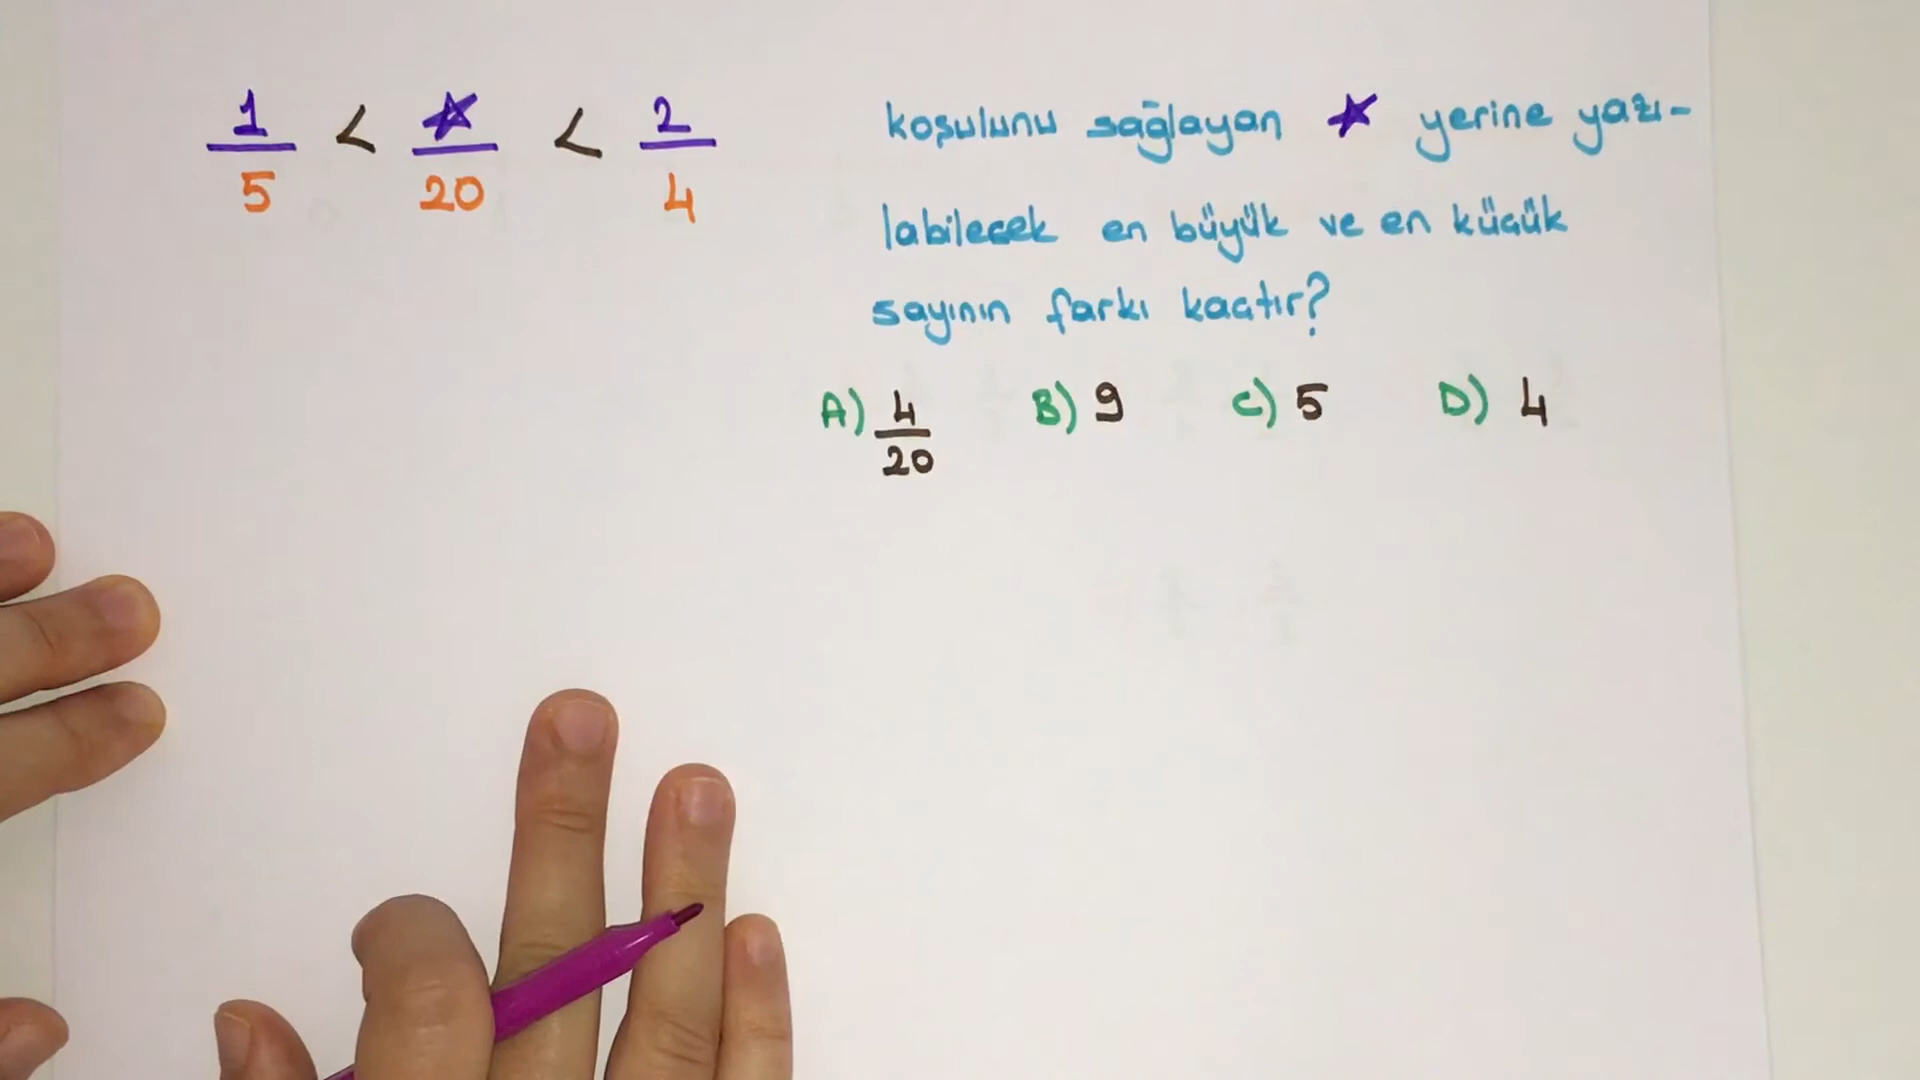 1/5 < ★/20 < 2/4 koşulunu sağlayan ★ yerine yazı-
labilecek en büyük ve en küçük
sayının farkı kaçtır?
A) 4/20 B) 9 C) 5 D) 4